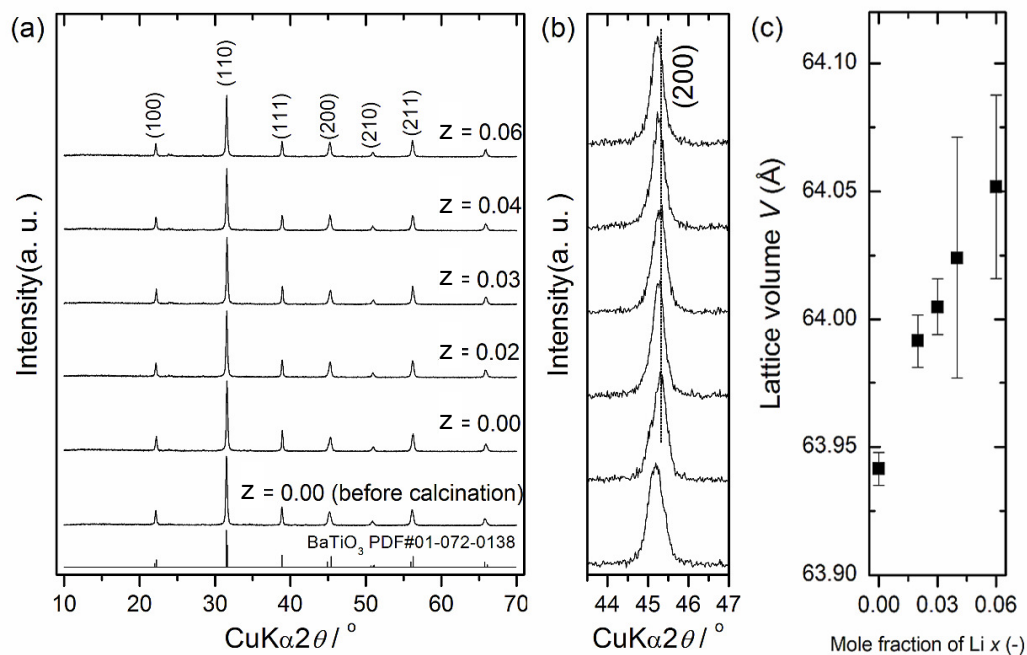 (a)
Intensity(a. u. )
(100)
(110)
(111)
(200)
(210)
(211)
z = 0.06
z = 0.04
z = 0.03
z = 0.02
z = 0.00
z = 0.00 (before calcination)
BaTiO₃ PDF#01-072-0138
10 20 30 40 50 60 70
CuKα2θ / °
(b)
Intensity(a. u. )
(200)
44 45 46 47
CuKα2θ / °
(c)
Lattice volume V (Å)
64.10
64.05
64.00
63.95
63.90
0.00 0.03 0.06
Mole fraction of Li x (-)